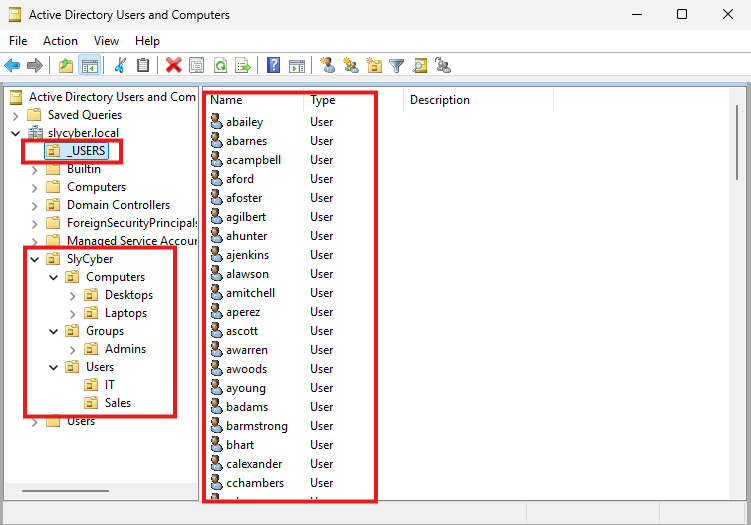 Active Directory Users and Computers
File Action View Help
Active Directory Users and Com
Saved Queries
slycyber.local
_USERS
Builtin
Computers
Domain Controllers
ForeignSecurityPrincipals
Managed Service Accour
SlyCyber
Computers
Desktops
Laptops
Groups
Admins
Users
IT
Sales
Users
Name Type Description
abailey User
abarnes User
acampbell User
aford User
afoster User
agilbert User
ahunter User
ajenkins User
alawson User
amitchell User
aperez User
ascott User
awarren User
awoods User
ayoung User
badams User
barmstrong User
bhart User
calexander User
cchambers User